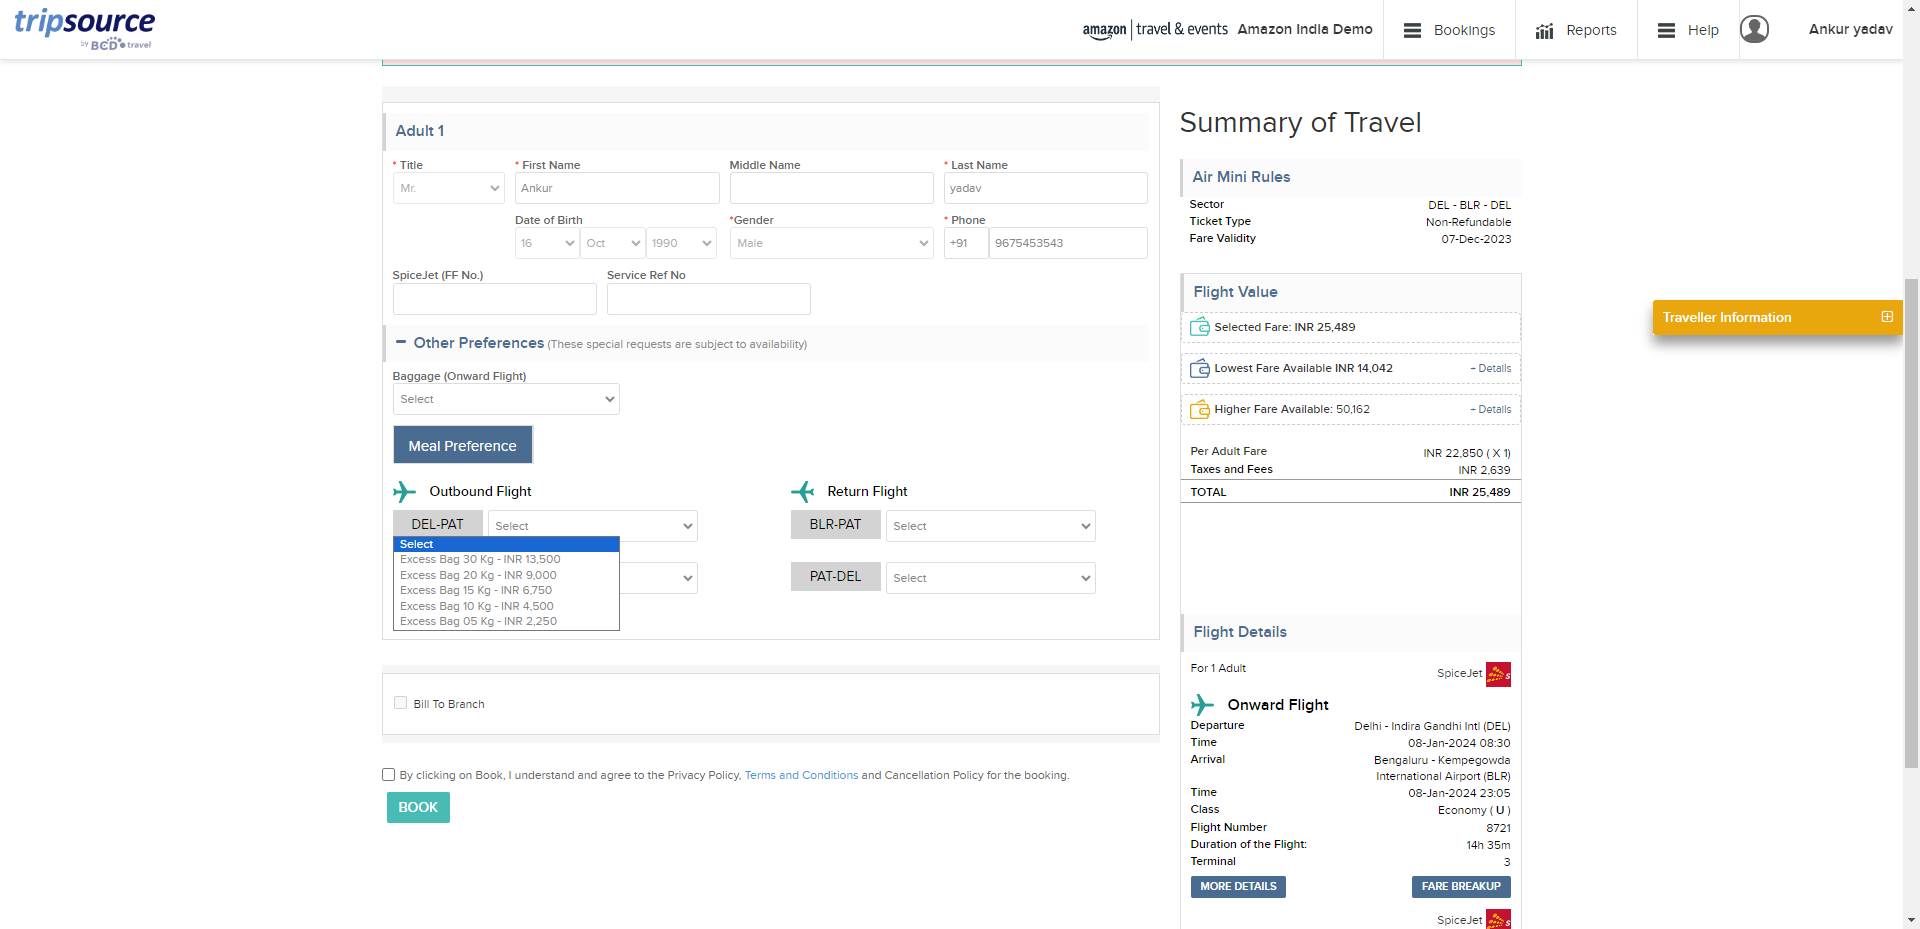 tripsource
by BCD travel
amazon | travel & events Amazon India Demo
Bookings
Reports
Help
Ankur yadav
Adult 1
* Title
* First Name
Middle Name
* Last Name
Mr.
Ankur
yadav
Date of Birth
*Gender
* Phone
16
Oct
1990
Male
+91
9675453543
SpiceJet (FF No.)
Service Ref No
Other Preferences (These special requests are subject to availability)
Baggage (Onward Flight)
Select
Meal Preference
Outbound Flight
Return Flight
DEL-PAT
Select
BLR-PAT
Select
Select
Excess Bag 30 Kg - INR 13,500
Excess Bag 20 Kg - INR 9,000
Excess Bag 15 Kg - INR 6,750
Excess Bag 10 Kg - INR 4,500
Excess Bag 05 Kg - INR 2,250
PAT-DEL
Select
Bill To Branch
By clicking on Book, I understand and agree to the Privacy Policy, Terms and Conditions and Cancellation Policy for the booking.
BOOK
Summary of Travel
Air Mini Rules
Sector DEL - BLR - DEL
Ticket Type Non-Refundable
Fare Validity 07-Dec-2023
Flight Value
Selected Fare: INR 25,489
Lowest Fare Available INR 14,042 + Details
Higher Fare Available: 50,162 + Details
Per Adult Fare INR 22,850 ( X 1)
Taxes and Fees INR 2,639
TOTAL INR 25,489
Flight Details
For 1 Adult SpiceJet
Onward Flight
Departure Delhi - Indira Gandhi Intl (DEL)
Time 08-Jan-2024 08:30
Arrival Bengaluru - Kempegowda
International Airport (BLR)
Time 08-Jan-2024 23:05
Class Economy ( U )
Flight Number 8721
Duration of the Flight: 14h 35m
Terminal 3
MORE DETAILS
FARE BREAKUP
SpiceJet
Traveller Information